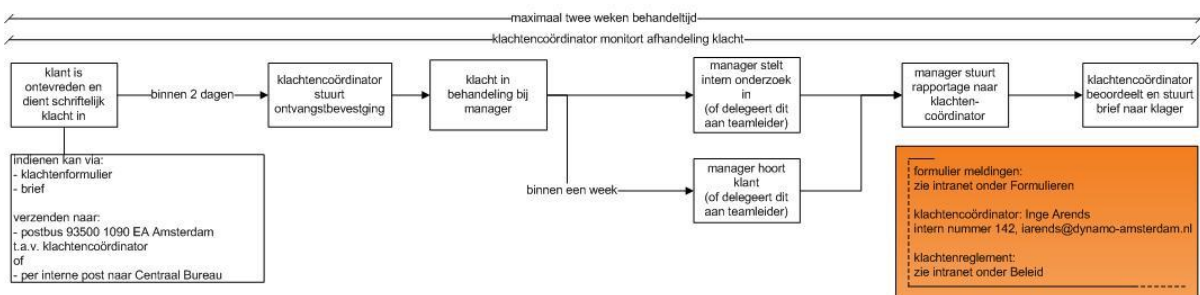 maximaal twee weken behandeltijd
klachtencoördinator monitort afhandeling klacht
klant is
ontevreden en
dient schriftelijk
klacht in
binnen 2 dagen
klachtencoördinator
stuurt
ontvangstbevestging
klacht in
behandeling bij
manager
manager stelt
intern onderzoek
in
(of delegeert dit
aan teamleider)
manager stuurt
rapportage naar
klachten-
coördinator
klachtencoördinator
beoordeelt en stuurt
brief naar klager
indienen kan via:
- klachtenformulier
- brief
verzenden naar:
- postbus 93500 1090 EA Amsterdam
t.a.v. klachtencoördinator
of
- per interne post naar Centraal Bureau
binnen een week
manager hoort
klant
(of delegeert dit
aan teamleider)
formulier meldingen:
zie intranet onder Formulieren
klachtencoördinator: Inge Arends
intern nummer 142, iarends@dynamo-amsterdam.nl
klachtenreglement:
zie intranet onder Beleid